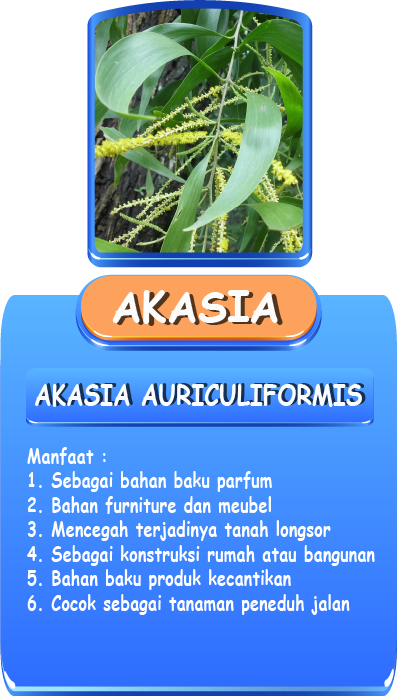 AKASIA
AKASIA AURICULIFORMIS
Manfaat :
1. Sebagai bahan baku parfum
2. Bahan furniture dan meubel
3. Mencegah terjadinya tanah longsor
4. Sebagai konstruksi rumah atau bangunan
5. Bahan baku produk kecantikan
6. Cocok sebagai tanaman peneduh jalan